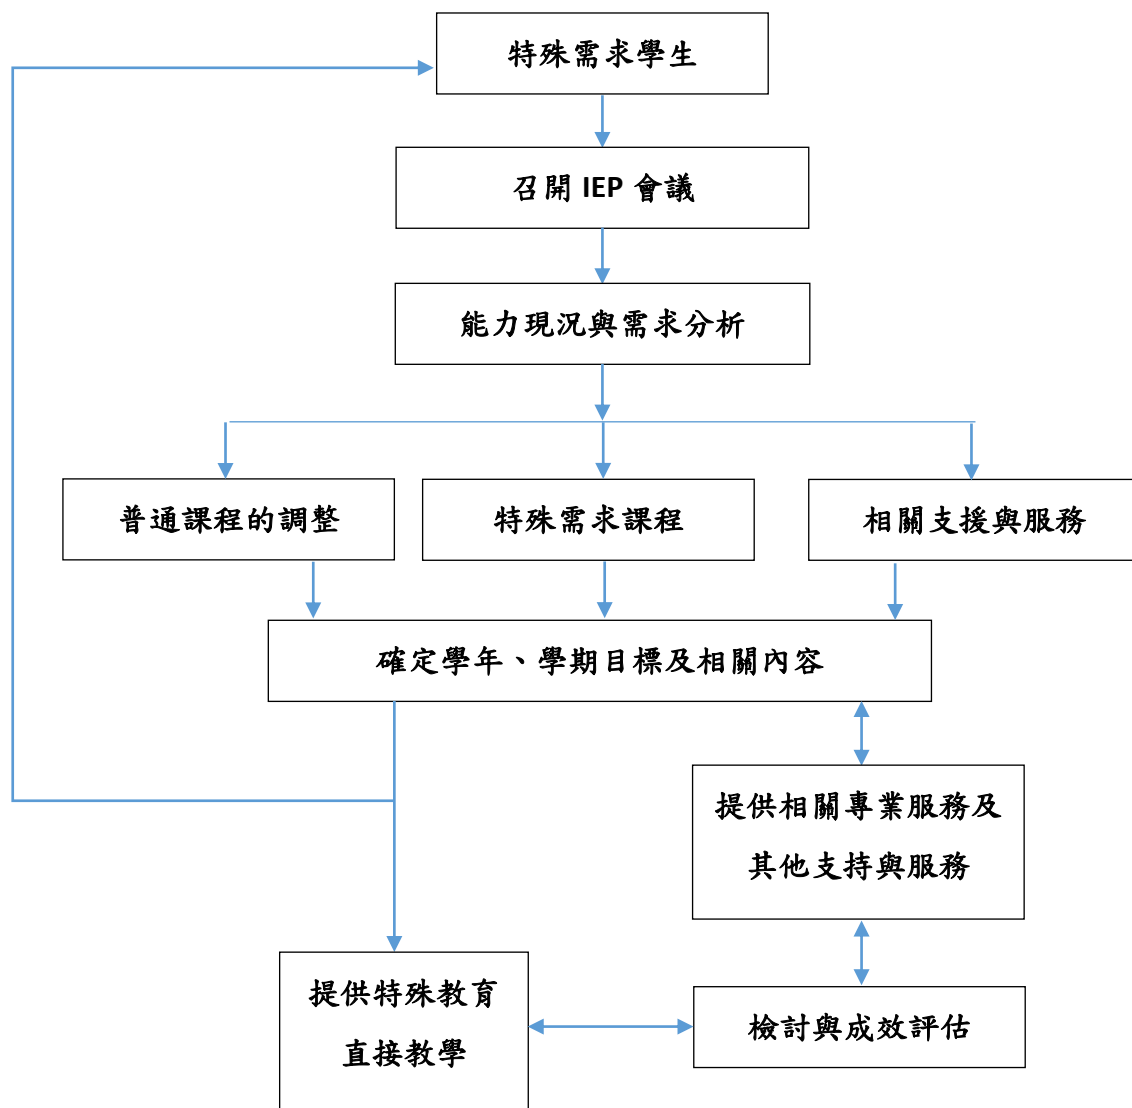 特殊需求學生
召開 IEP 會議
能力現況與需求分析
普通課程的調整
特殊需求課程
相關支援與服務
確定學年、學期目標及相關內容
提供相關專業服務及
其他支持與服務
提供特殊教育
直接教學
檢討與成效評估